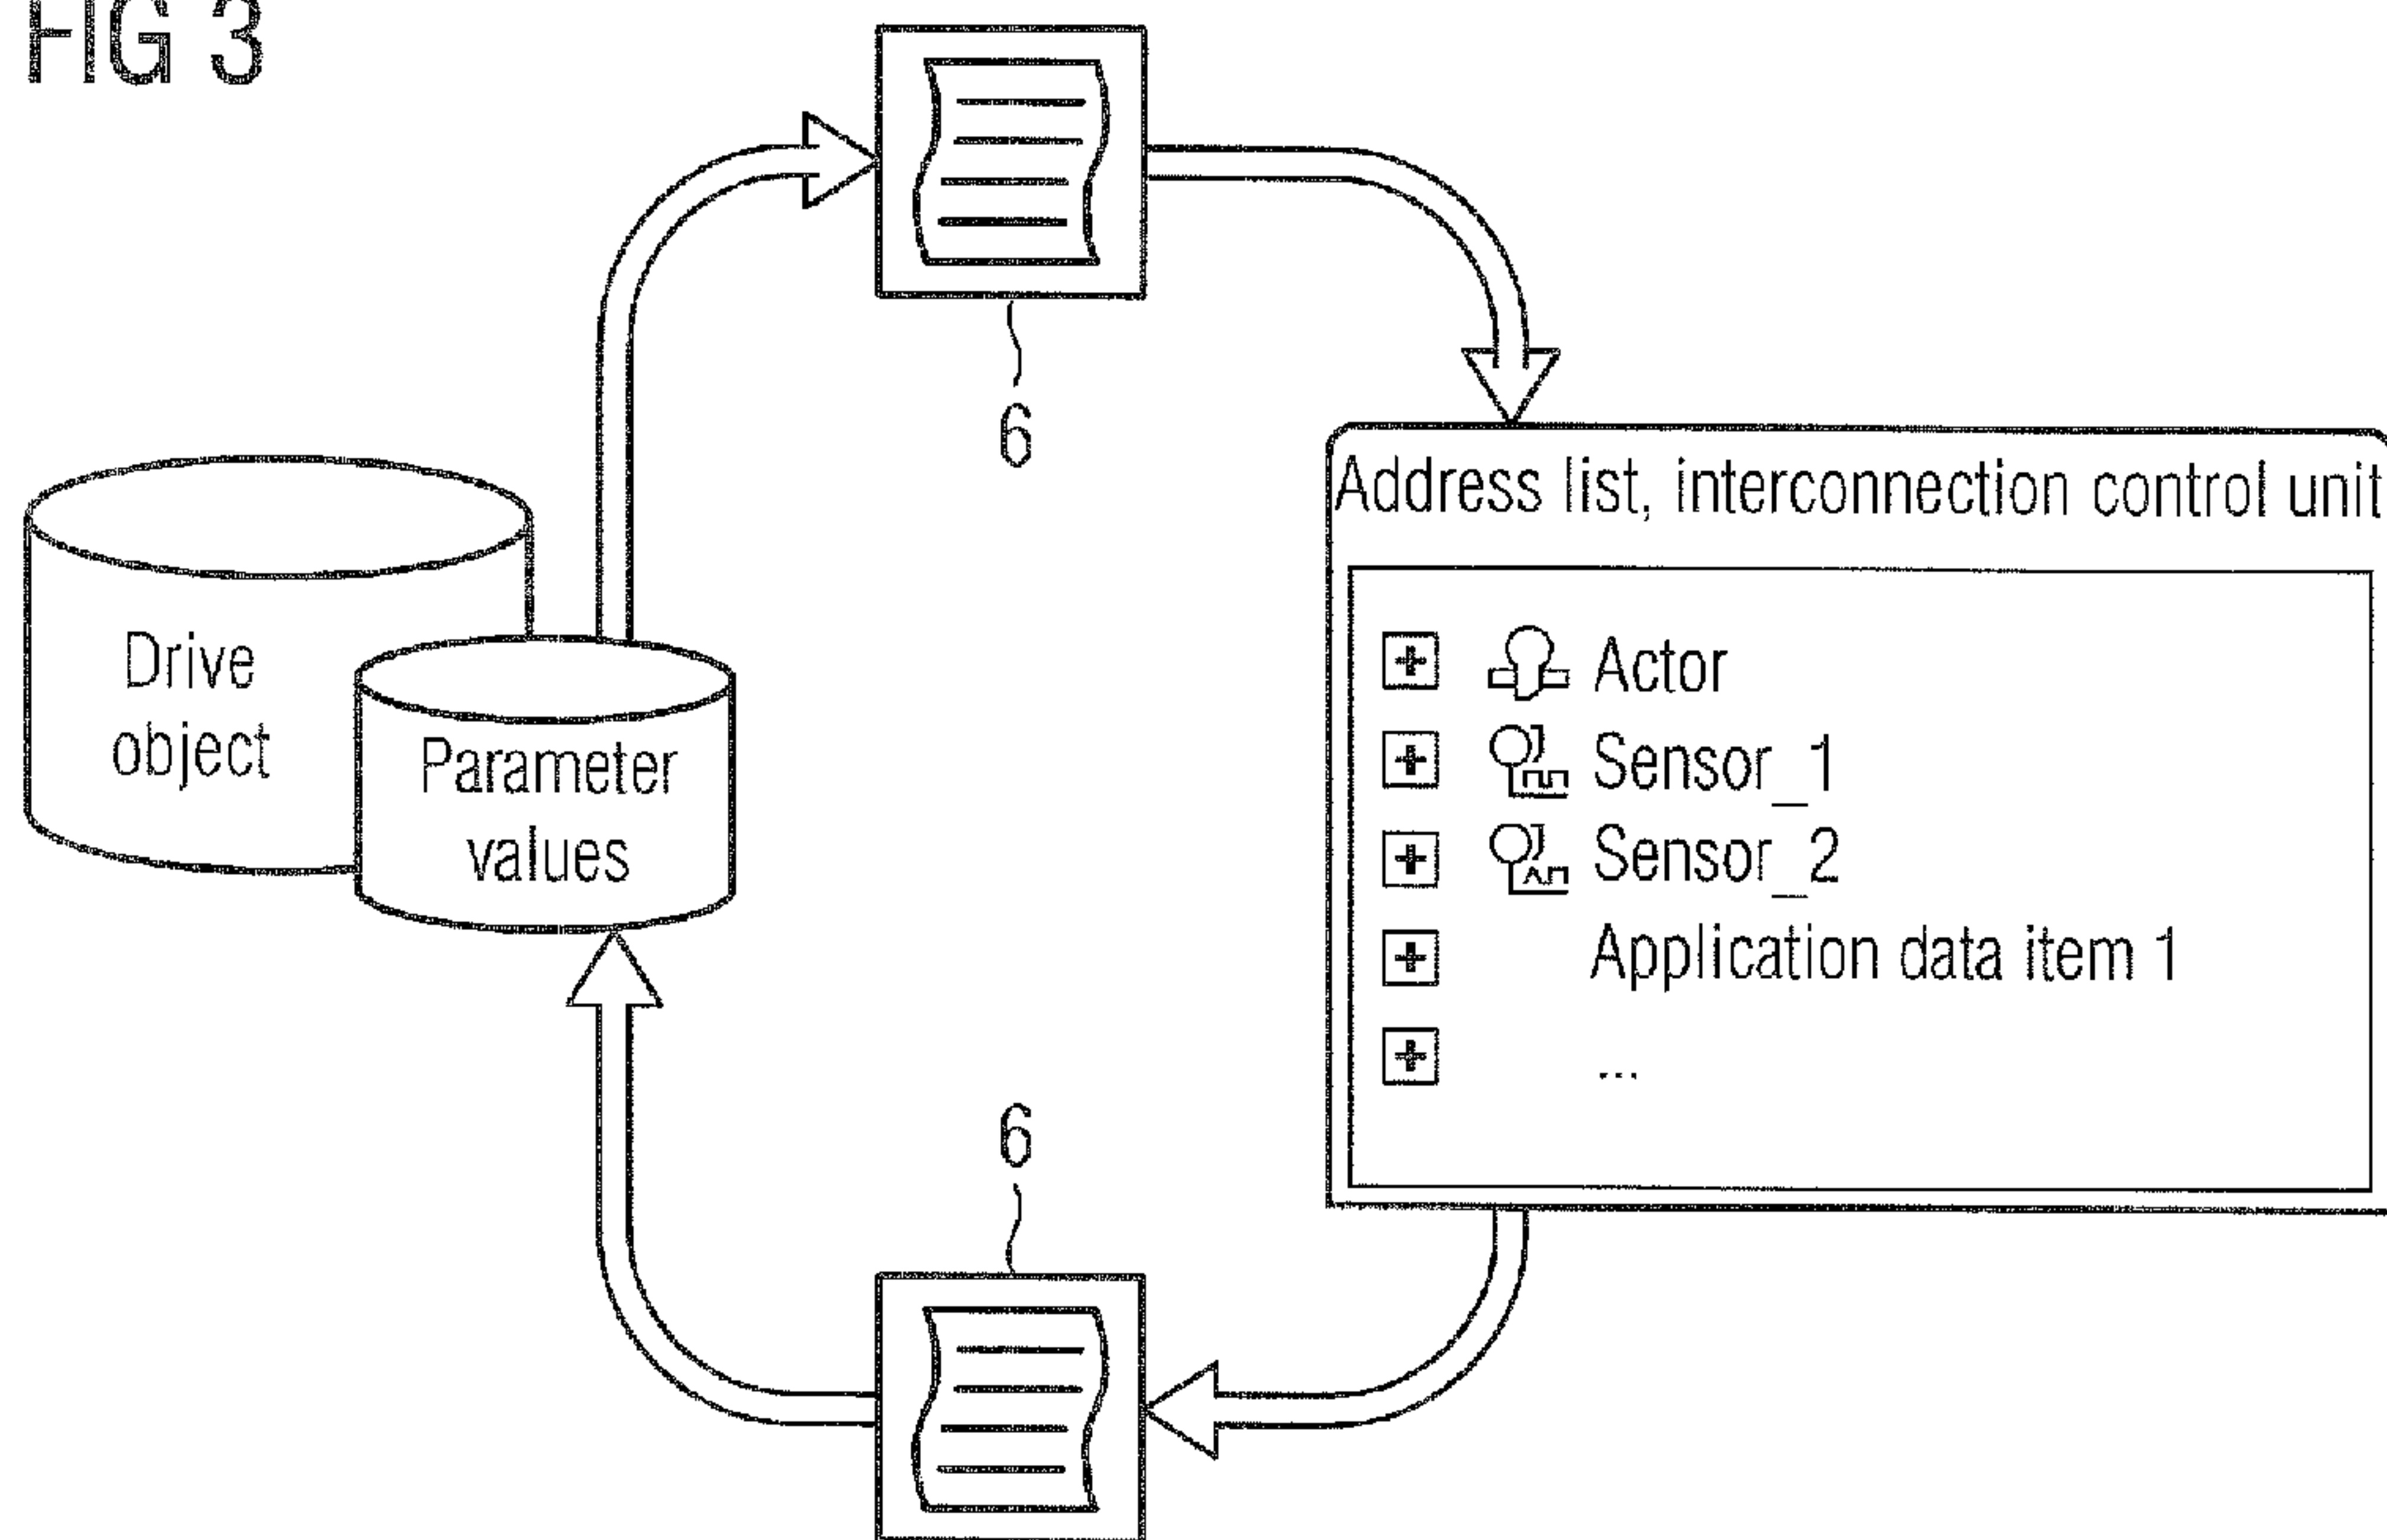 FIG 3
6
Address list, interconnection control unit
Drive
object
Parameter
values
Actor
Sensor_1
Sensor_2
Application data item 1
...
6